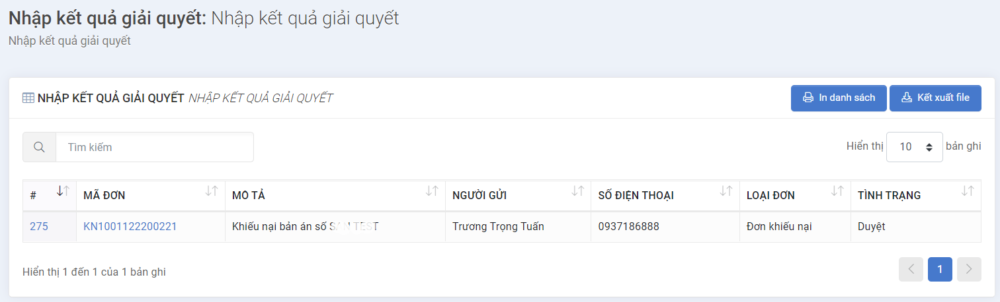 Nhập kết quả giải quyết: Nhập kết quả giải quyết
Nhập kết quả giải quyết
NHẬP KẾT QUẢ GIẢI QUYẾT NHẬP KẾT QUẢ GIẢI QUYẾT
In danh sách
Kết xuất file
Tìm kiếm
Hiển thị 10 bản ghi
# MÃ ĐƠN MÔ TẢ NGƯỜI GỬI SỐ ĐIỆN THOẠI LOẠI ĐƠN TÌNH TRẠNG
275 KN1001122200221 Khiếu nại bản án số TEST Trương Trọng Tuấn 0937186888 Đơn khiếu nại Duyệt
Hiển thị 1 đến 1 của 1 bản ghi
1